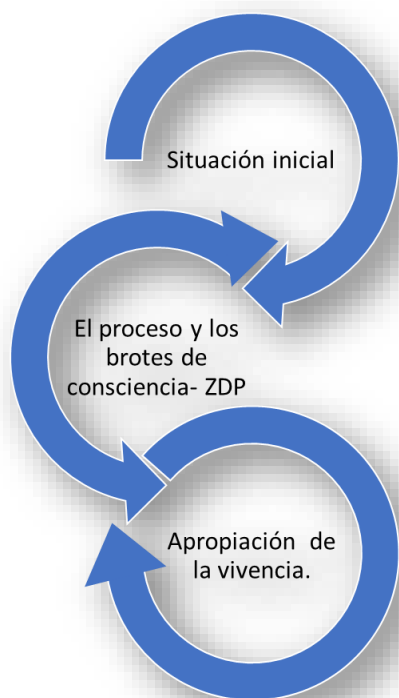 Situación inicial
El proceso y los
brotes de
consciencia- ZDP
Apropiación de
la vivencia.